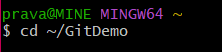 prava@MINE MINGW64 ~
$ cd ~/GitDemo